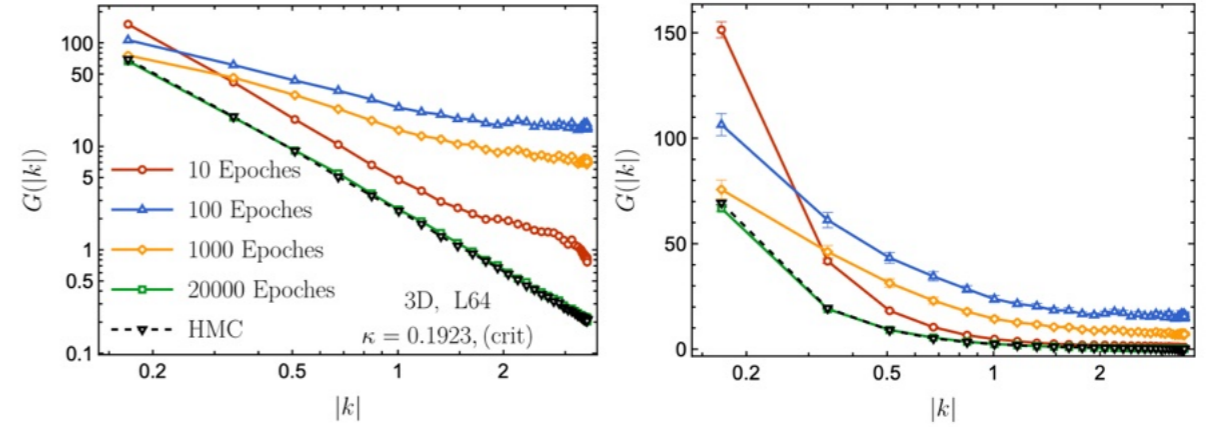 100
50
10
5
1
0.5
0.1
G(|k|)
10 Epoches
100 Epoches
1000 Epoches
20000 Epoches
HMC
3D, L64
κ = 0.1923, (crit)
0.2 0.5 1 2
|k|
150
100
50
0
G(|k|)
0.2 0.5 1 2
|k|